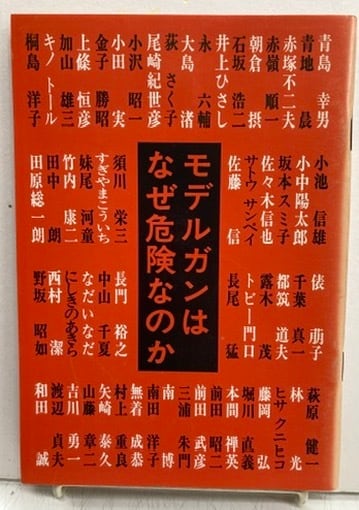 青島 幸男
青地 晨
赤塚不二夫
赤嶺 順一
朝倉 摂
石坂 浩二
井上ひさし
永 六輔
大島 渚
荻 さく子
尾崎紀世彦
小沢 昭一
小田 実
金子 勝昭
上條 恒彦
加山 雄三
キノ トール
桐島 洋子
小池 信雄
小中陽太郎
坂本スミ子
佐々木信也
サトウ サンペイ
佐藤 信
モデルガンは
なぜ危険なのか
須川 栄三
すぎやまこういち
妹尾 河童
竹内 康二
田中 朗
田原総一朗
俵 萠子
千葉 真一
都筑 道夫
露木 茂
トビー門口
長尾 猛
長門 裕之
中山 千夏
なだいなだ
にしきのあきら
西村 潔
野坂 昭如
萩原 健一
林 光
ヒサ クニヒコ
藤岡 弘
堀川 直義
本間 禅英
前田 昭二
前田 武彦
三浦 朱門
南 博
南田 洋子
無着 成恭
村上 重良
矢崎 泰久
山藤 章二
吉川 勇一
渡辺 貞夫
和田 誠